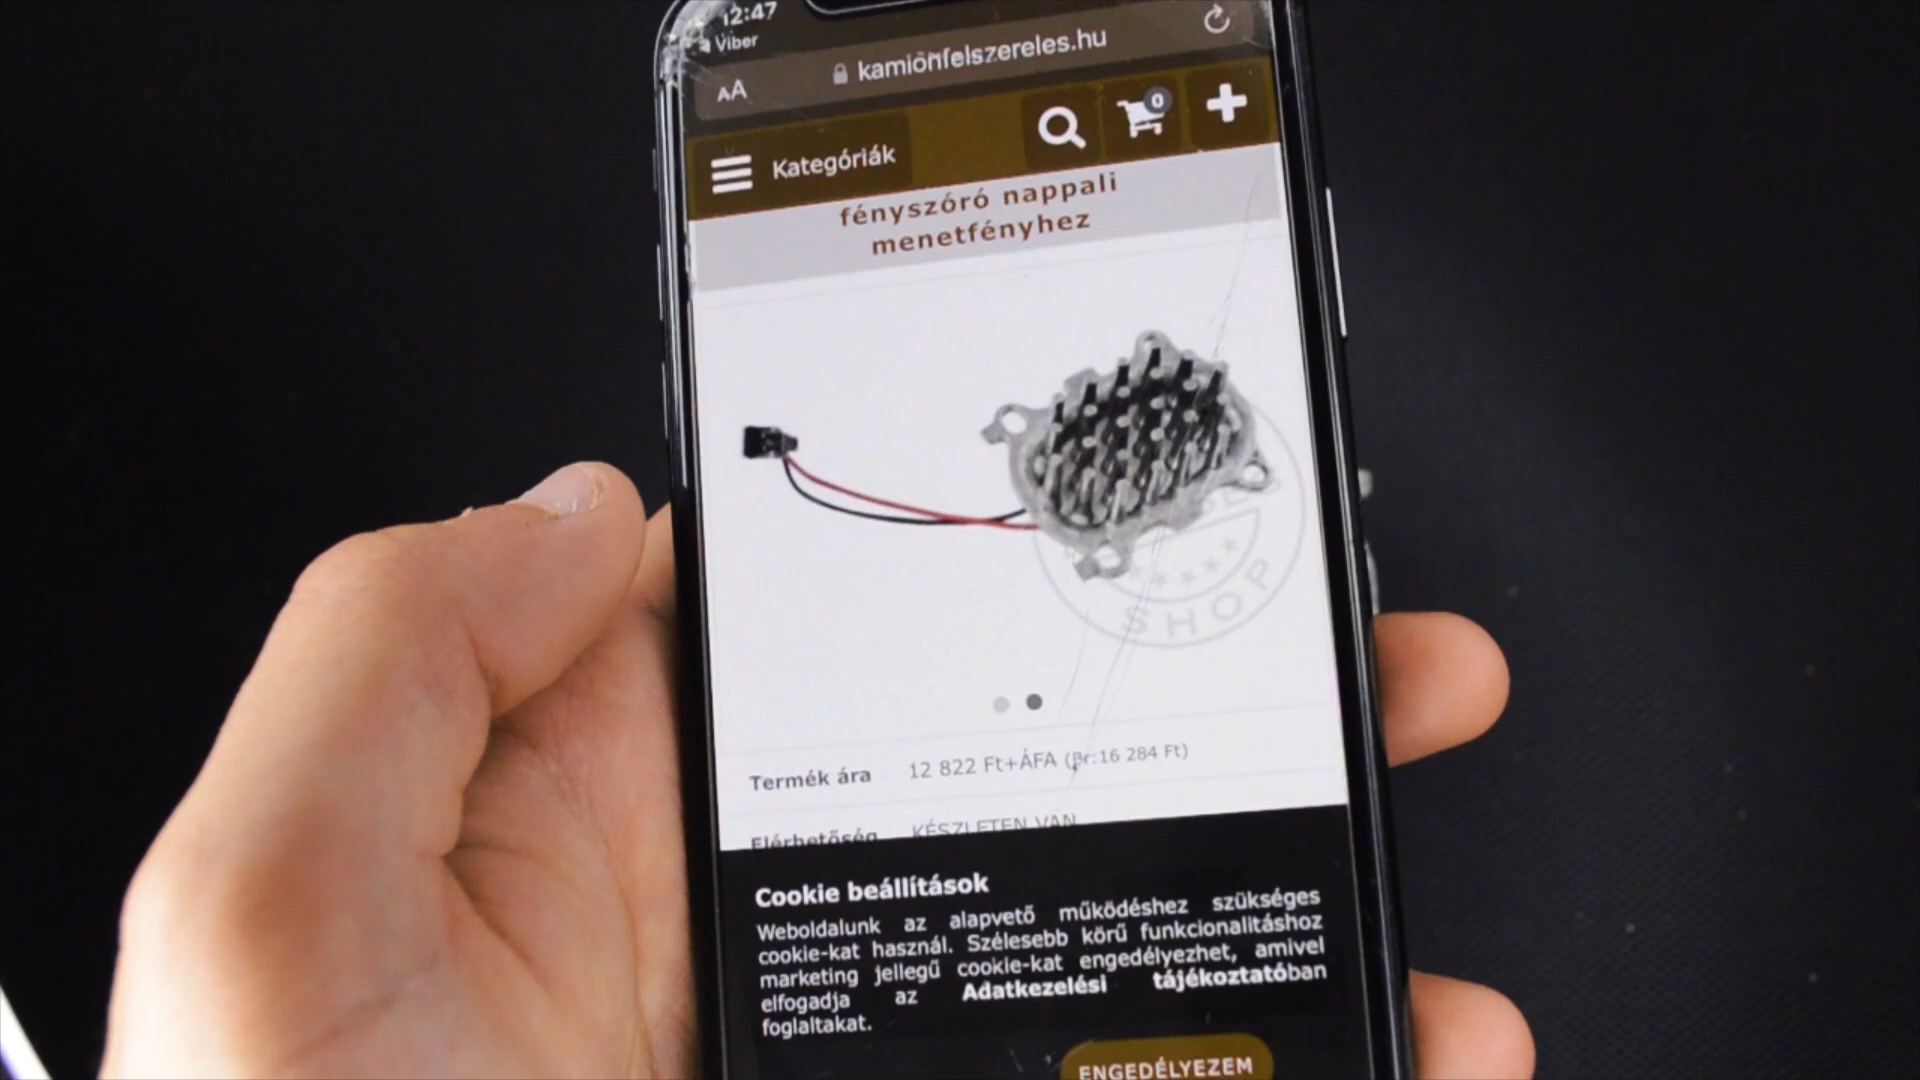 12:47
Viber
AA
kamionfelszereles.hu
Kategóriák
0
fényszóró nappali
menetfényhez
SHOP
Termék ára 12 822 Ft+ÁFA (Br:16 284 Ft)
Elérhetőség KÉSZLETEN VAN
Cookie beállítások
Weboldalunk az alapvető működéshez szükséges
cookie-kat használ. Szélesebb körű funkcionalitáshoz
marketing jellegű cookie-kat engedélyezhet, amivel
elfogadja az Adatkezelési tájékoztatóban
foglaltakat.
ENGEDÉLYEZEM